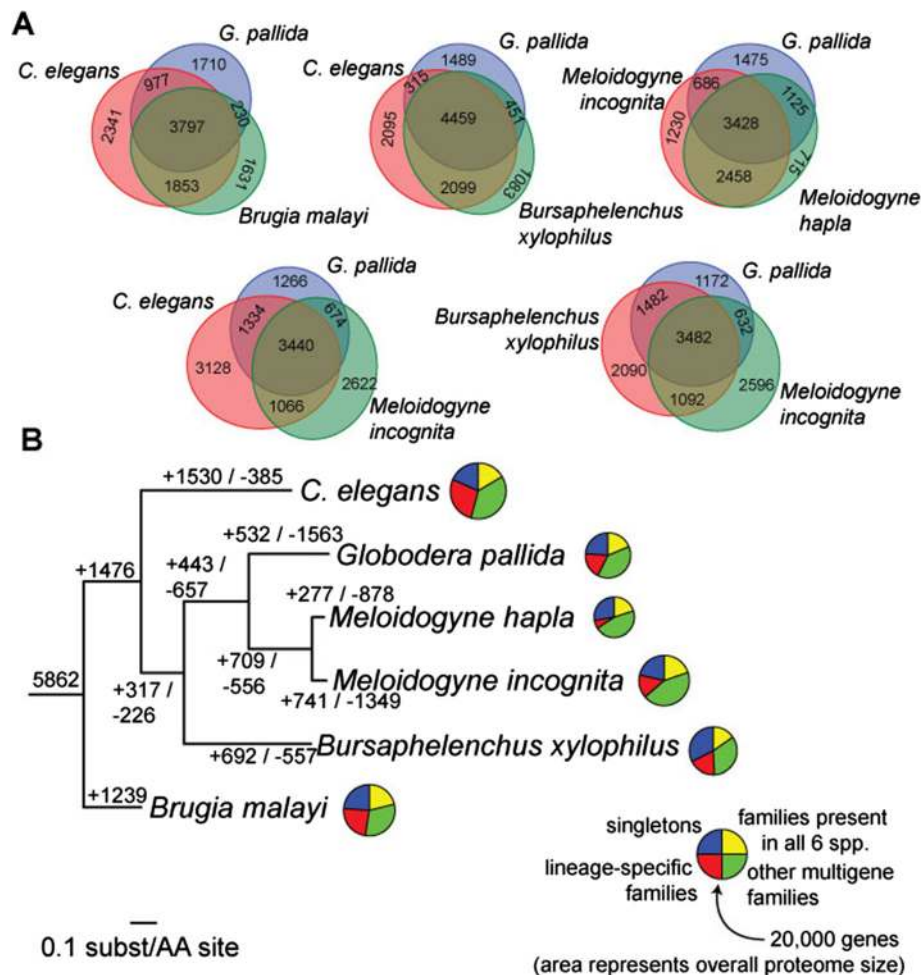 A
C. elegans
G. pallida
1710
977
2341
3797
230
1853
1631
Brugia malayi
C. elegans
G. pallida
1489
315
2095
4459
451
2099
1083
Bursaphelenchus
xylophilus
G. pallida
Meloidogyne
incognita
1475
686
1125
1230
3428
715
2458
Meloidogyne
hapla
C. elegans
G. pallida
1266
1334
674
3440
3128
2622
1066
Meloidogyne
incognita
G. pallida
Bursaphelenchus
xylophilus
1172
1482
632
3482
2090
2596
1092
Meloidogyne
incognita
B
+1530 / -385
C. elegans
+532 / -1563
Globodera pallida
+1476
+443 /
-657
+277 / -878
Meloidogyne hapla
5862
+709 /
-556
Meloidogyne incognita
+317 /
-226
+741 / -1349
Bursaphelenchus xylophilus
+692 / -557
+1239
Brugia malayi
singletons
families present
in all 6 spp.
lineage-specific
families
other multigene
families
0.1 subst/AA site
20,000 genes
(area represents overall proteome size)